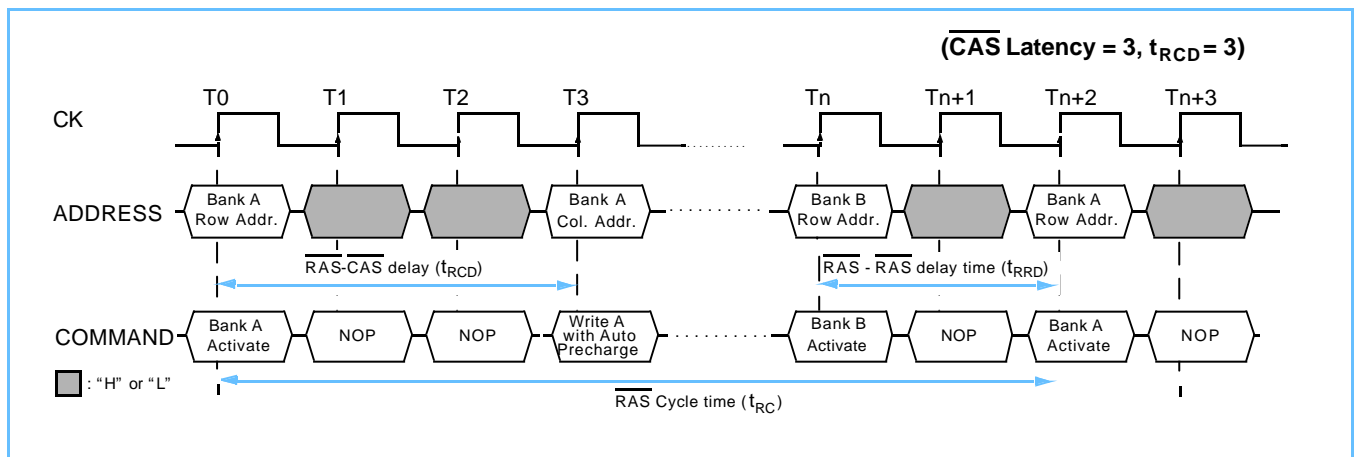 (CAS Latency = 3, tRCD = 3)
T0 T1 T2 T3 Tn Tn+1 Tn+2 Tn+3
CK
ADDRESS
Bank A
Row Addr.
Bank A
Col. Addr.
Bank B
Row Addr.
Bank A
Row Addr.
RAS-CAS delay (tRCD)
RAS - RAS delay time (tRRD)
COMMAND
Bank A
Activate
NOP
NOP
Write A
with Auto
Precharge
Bank B
Activate
NOP
Bank A
Activate
NOP
: “H” or “L”
RAS Cycle time (tRC)